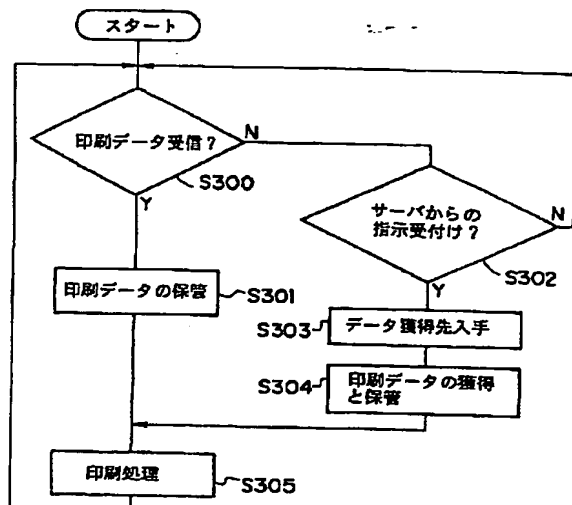 スタート
印刷データ受信?
N
S300
Y
サーバからの
指示受付け?
N
S302
Y
印刷データの保管
S301
S303
データ獲得先入手
S304
印刷データの獲得
と保管
印刷処理
S305